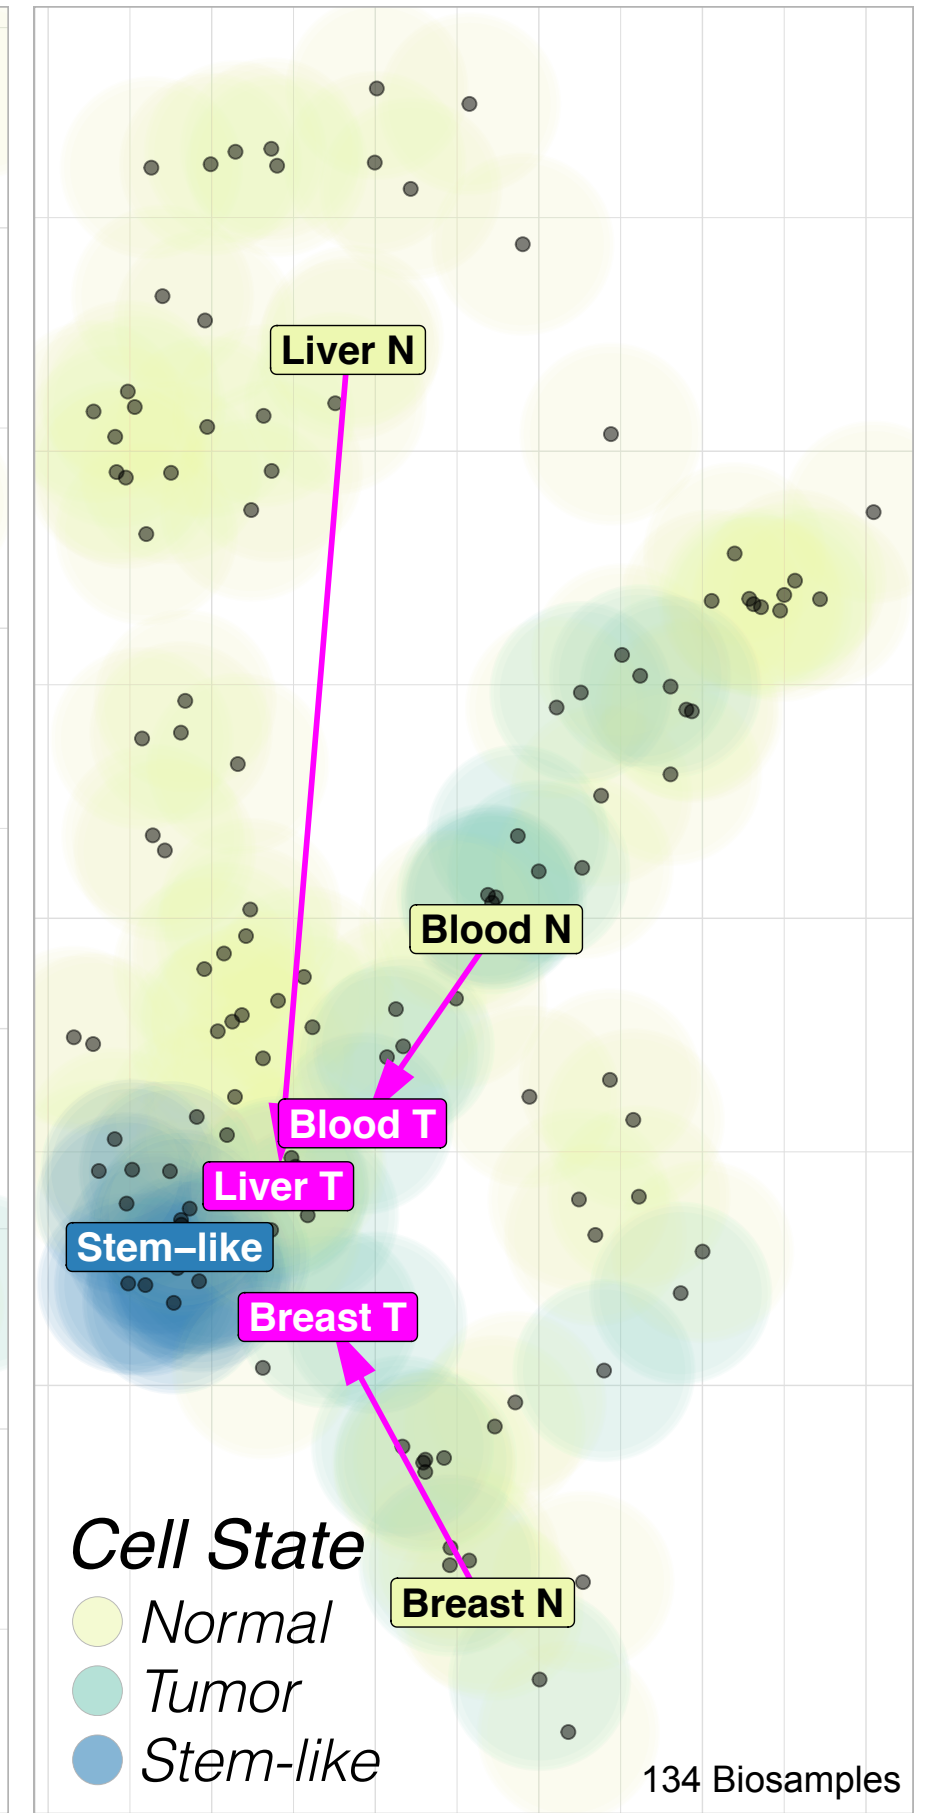 Liver N
Blood N
Blood T
Liver T
Stem–like
Breast T
Breast N
Cell State
Normal
Tumor
Stem-like
134 Biosamples